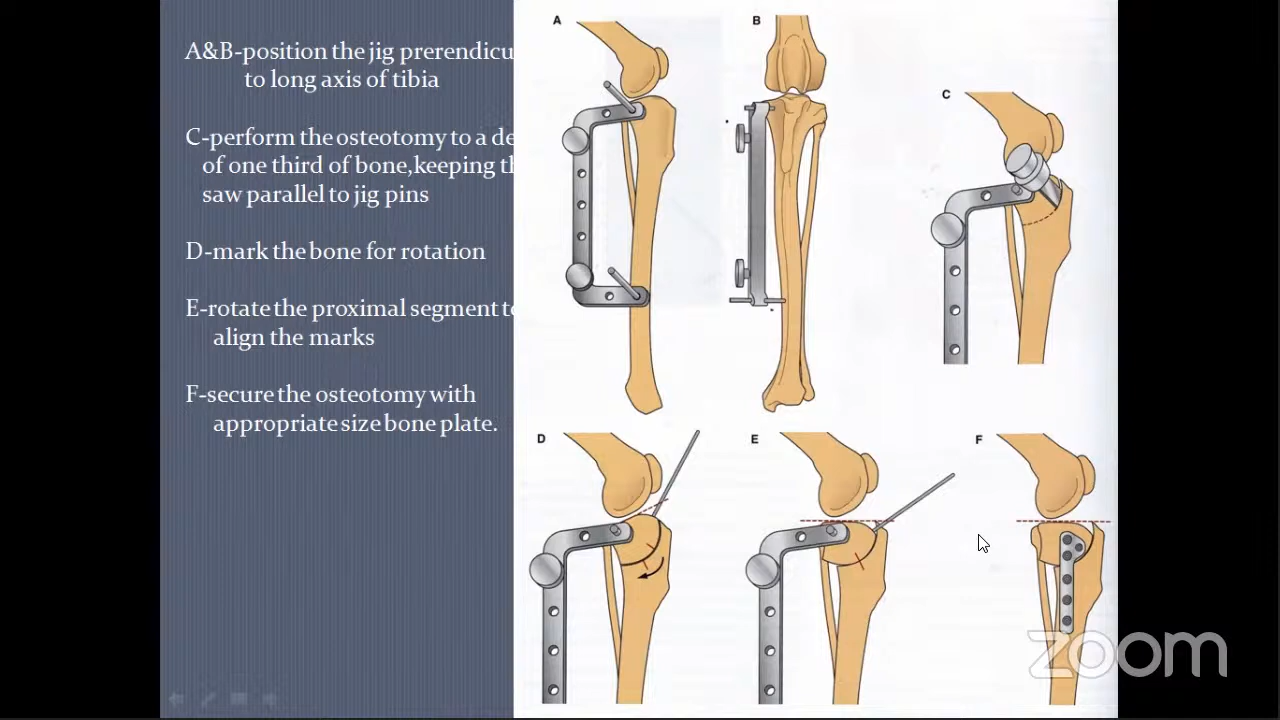 A&B-position the jig prerendicu
to long axis of tibia
C-perform the osteotomy to a de
of one third of bone,keeping th
saw parallel to jig pins
D-mark the bone for rotation
E-rotate the proximal segment to
align the marks
F-secure the osteotomy with
appropriate size bone plate.
A
B
C
D
E
F
zoom